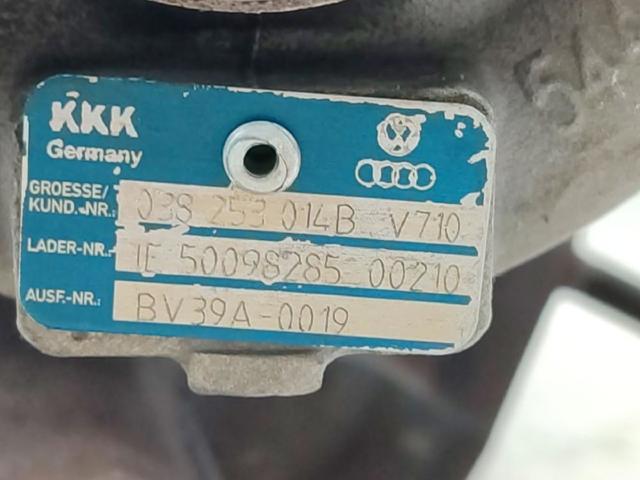 KKK
Germany
GROESSE/
KUND.-NR.: 038 253 014B V710
LADER-NR.: IE 50098285 00210
AUSF.-NR.: BV39A-0019